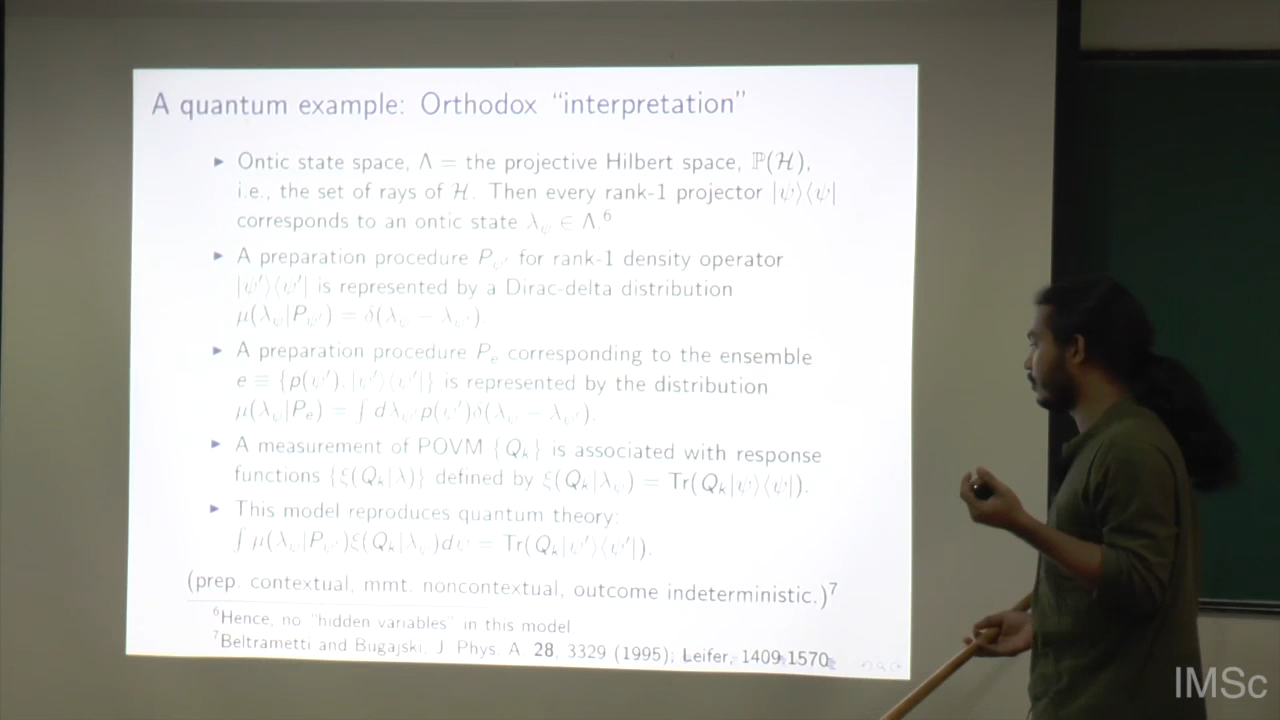 A quantum example: Orthodox “interpretation”
▸ Ontic state space, Λ = the projective Hilbert space, ℙ(ℋ),
i.e., the set of rays of ℋ. Then every rank-1 projector |ψ⟩⟨ψ|
corresponds to an ontic state λ_ψ ∈ Λ.⁶
▸ A preparation procedure P_ψ′ for rank-1 density operator
|ψ′⟩⟨ψ′| is represented by a Dirac-delta distribution
μ(λ_ψ|P_ψ′) = δ(λ_ψ − λ_ψ′)
▸ A preparation procedure P_e corresponding to the ensemble
e ≡ {p(ψ′), |ψ′⟩⟨ψ′|} is represented by the distribution
μ(λ_ψ|P_e) = ∫ dλ_ψ′ p(ψ′)δ(λ_ψ − λ_ψ′).
▸ A measurement of POVM {Q_k} is associated with response
functions {ξ(Q_k|λ)} defined by ξ(Q_k|λ_ψ) = Tr(Q_k|ψ⟩⟨ψ|).
▸ This model reproduces quantum theory:
∫ μ(λ_ψ|P_ψ′)ξ(Q_k|λ_ψ)dψ = Tr(Q_k|ψ′⟩⟨ψ′|).
(prep. contextual, mmt. noncontextual, outcome indeterministic.)⁷
⁶Hence, no "hidden variables" in this model
⁷Beltrametti and Bugajski, J. Phys. A 28, 3329 (1995); Leifer, 1409.1570
IMSc